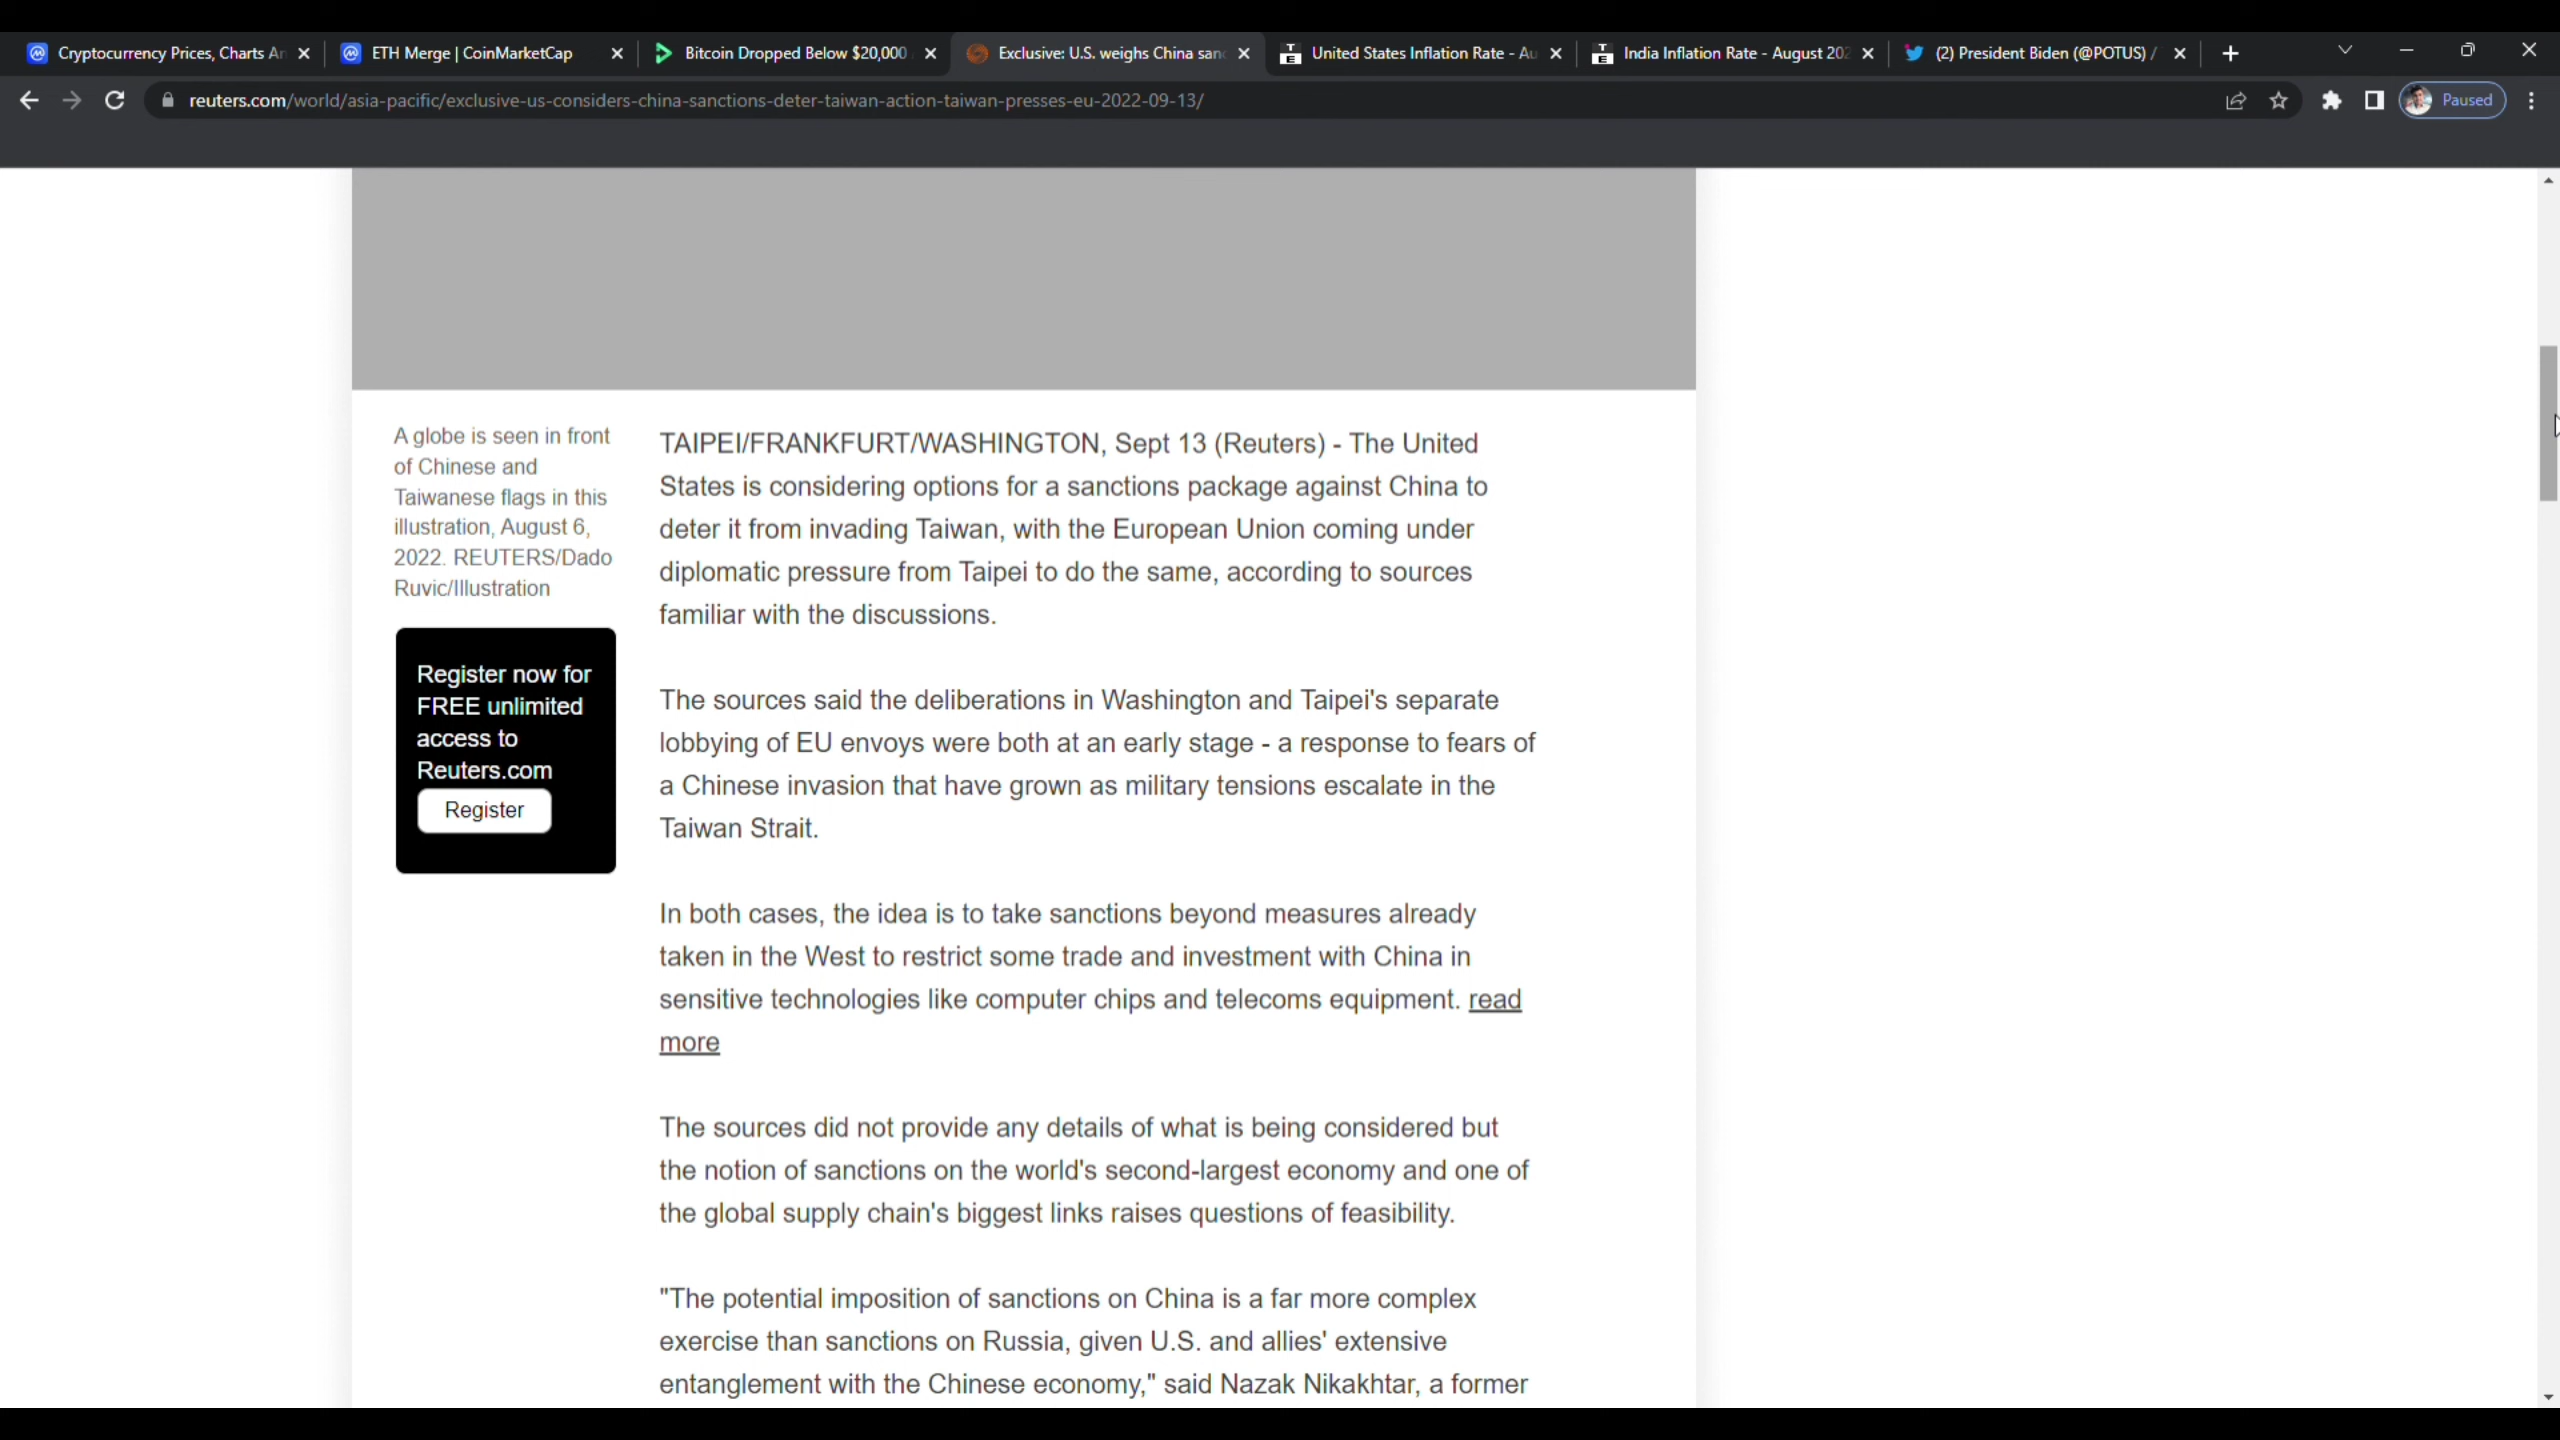 Cryptocurrency Prices, Charts An
ETH Merge | CoinMarketCap
Bitcoin Dropped Below $20,000
Exclusive: U.S. weighs China sanc
United States Inflation Rate - Au
India Inflation Rate - August 202
(2) President Biden (@POTUS) /
reuters.com/world/asia-pacific/exclusive-us-considers-china-sanctions-deter-taiwan-action-taiwan-presses-eu-2022-09-13/
Paused
A globe is seen in front
of Chinese and
Taiwanese flags in this
illustration, August 6,
2022. REUTERS/Dado
Ruvic/Illustration
Register now for
FREE unlimited
access to
Reuters.com
Register
TAIPEI/FRANKFURT/WASHINGTON, Sept 13 (Reuters) - The United
States is considering options for a sanctions package against China to
deter it from invading Taiwan, with the European Union coming under
diplomatic pressure from Taipei to do the same, according to sources
familiar with the discussions.
The sources said the deliberations in Washington and Taipei's separate
lobbying of EU envoys were both at an early stage - a response to fears of
a Chinese invasion that have grown as military tensions escalate in the
Taiwan Strait.
In both cases, the idea is to take sanctions beyond measures already
taken in the West to restrict some trade and investment with China in
sensitive technologies like computer chips and telecoms equipment. read
more
The sources did not provide any details of what is being considered but
the notion of sanctions on the world's second-largest economy and one of
the global supply chain's biggest links raises questions of feasibility.
"The potential imposition of sanctions on China is a far more complex
exercise than sanctions on Russia, given U.S. and allies' extensive
entanglement with the Chinese economy," said Nazak Nikakhtar, a former